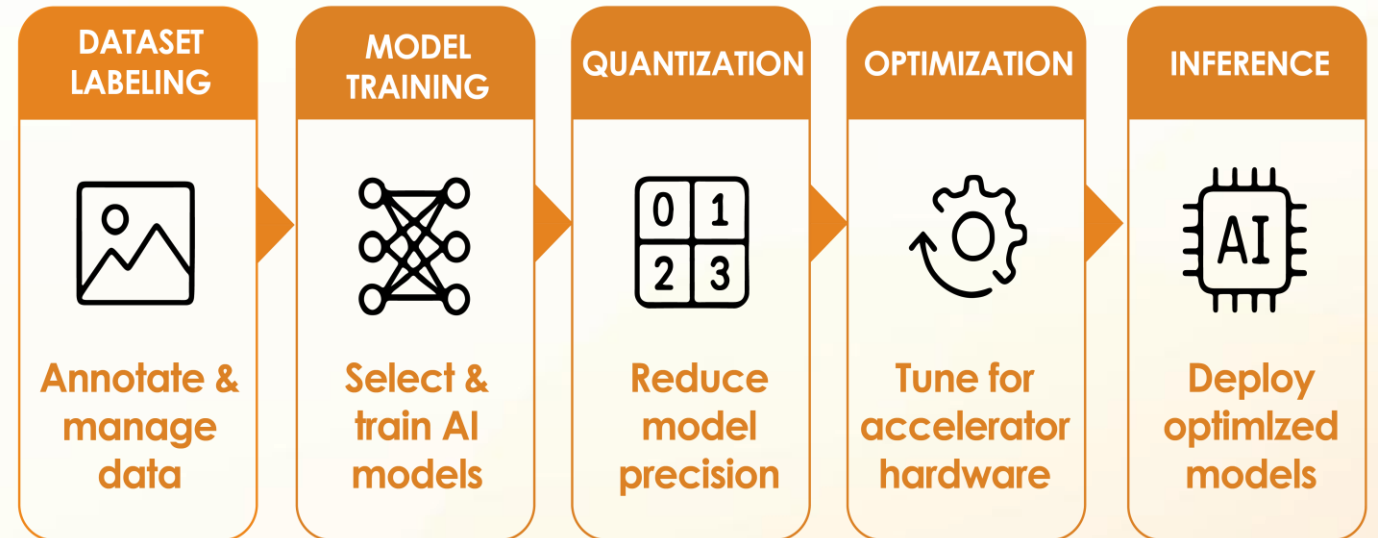 DATASET
LABELING
Annotate &
manage
data
MODEL
TRAINING
Select &
train AI
models
QUANTIZATION
0 1
2 3
Reduce
model
precision
OPTIMIZATION
Tune for
accelerator
hardware
INFERENCE
AI
Deploy
optimIzed
models